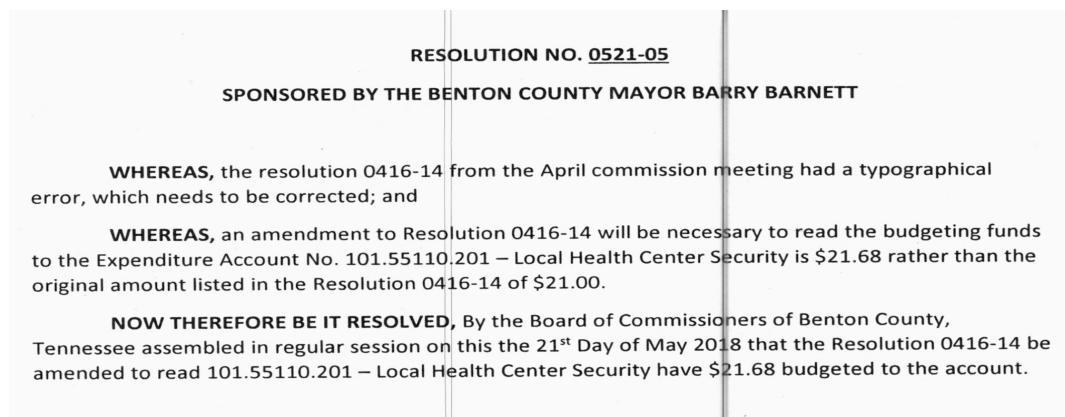 RESOLUTION NO. 0521-05
SPONSORED BY THE BENTON COUNTY MAYOR BARRY BARNETT
WHEREAS, the resolution 0416-14 from the April commission meeting had a typographical
error, which needs to be corrected; and
WHEREAS, an amendment to Resolution 0416-14 will be necessary to read the budgeting funds
to the Expenditure Account No. 101.55110.201 – Local Health Center Security is $21.68 rather than the
original amount listed in the Resolution 0416-14 of $21.00.
NOW THEREFORE BE IT RESOLVED, By the Board of Commissioners of Benton County,
Tennessee assembled in regular session on this the 21st Day of May 2018 that the Resolution 0416-14 be
amended to read 101.55110.201 – Local Health Center Security have $21.68 budgeted to the account.